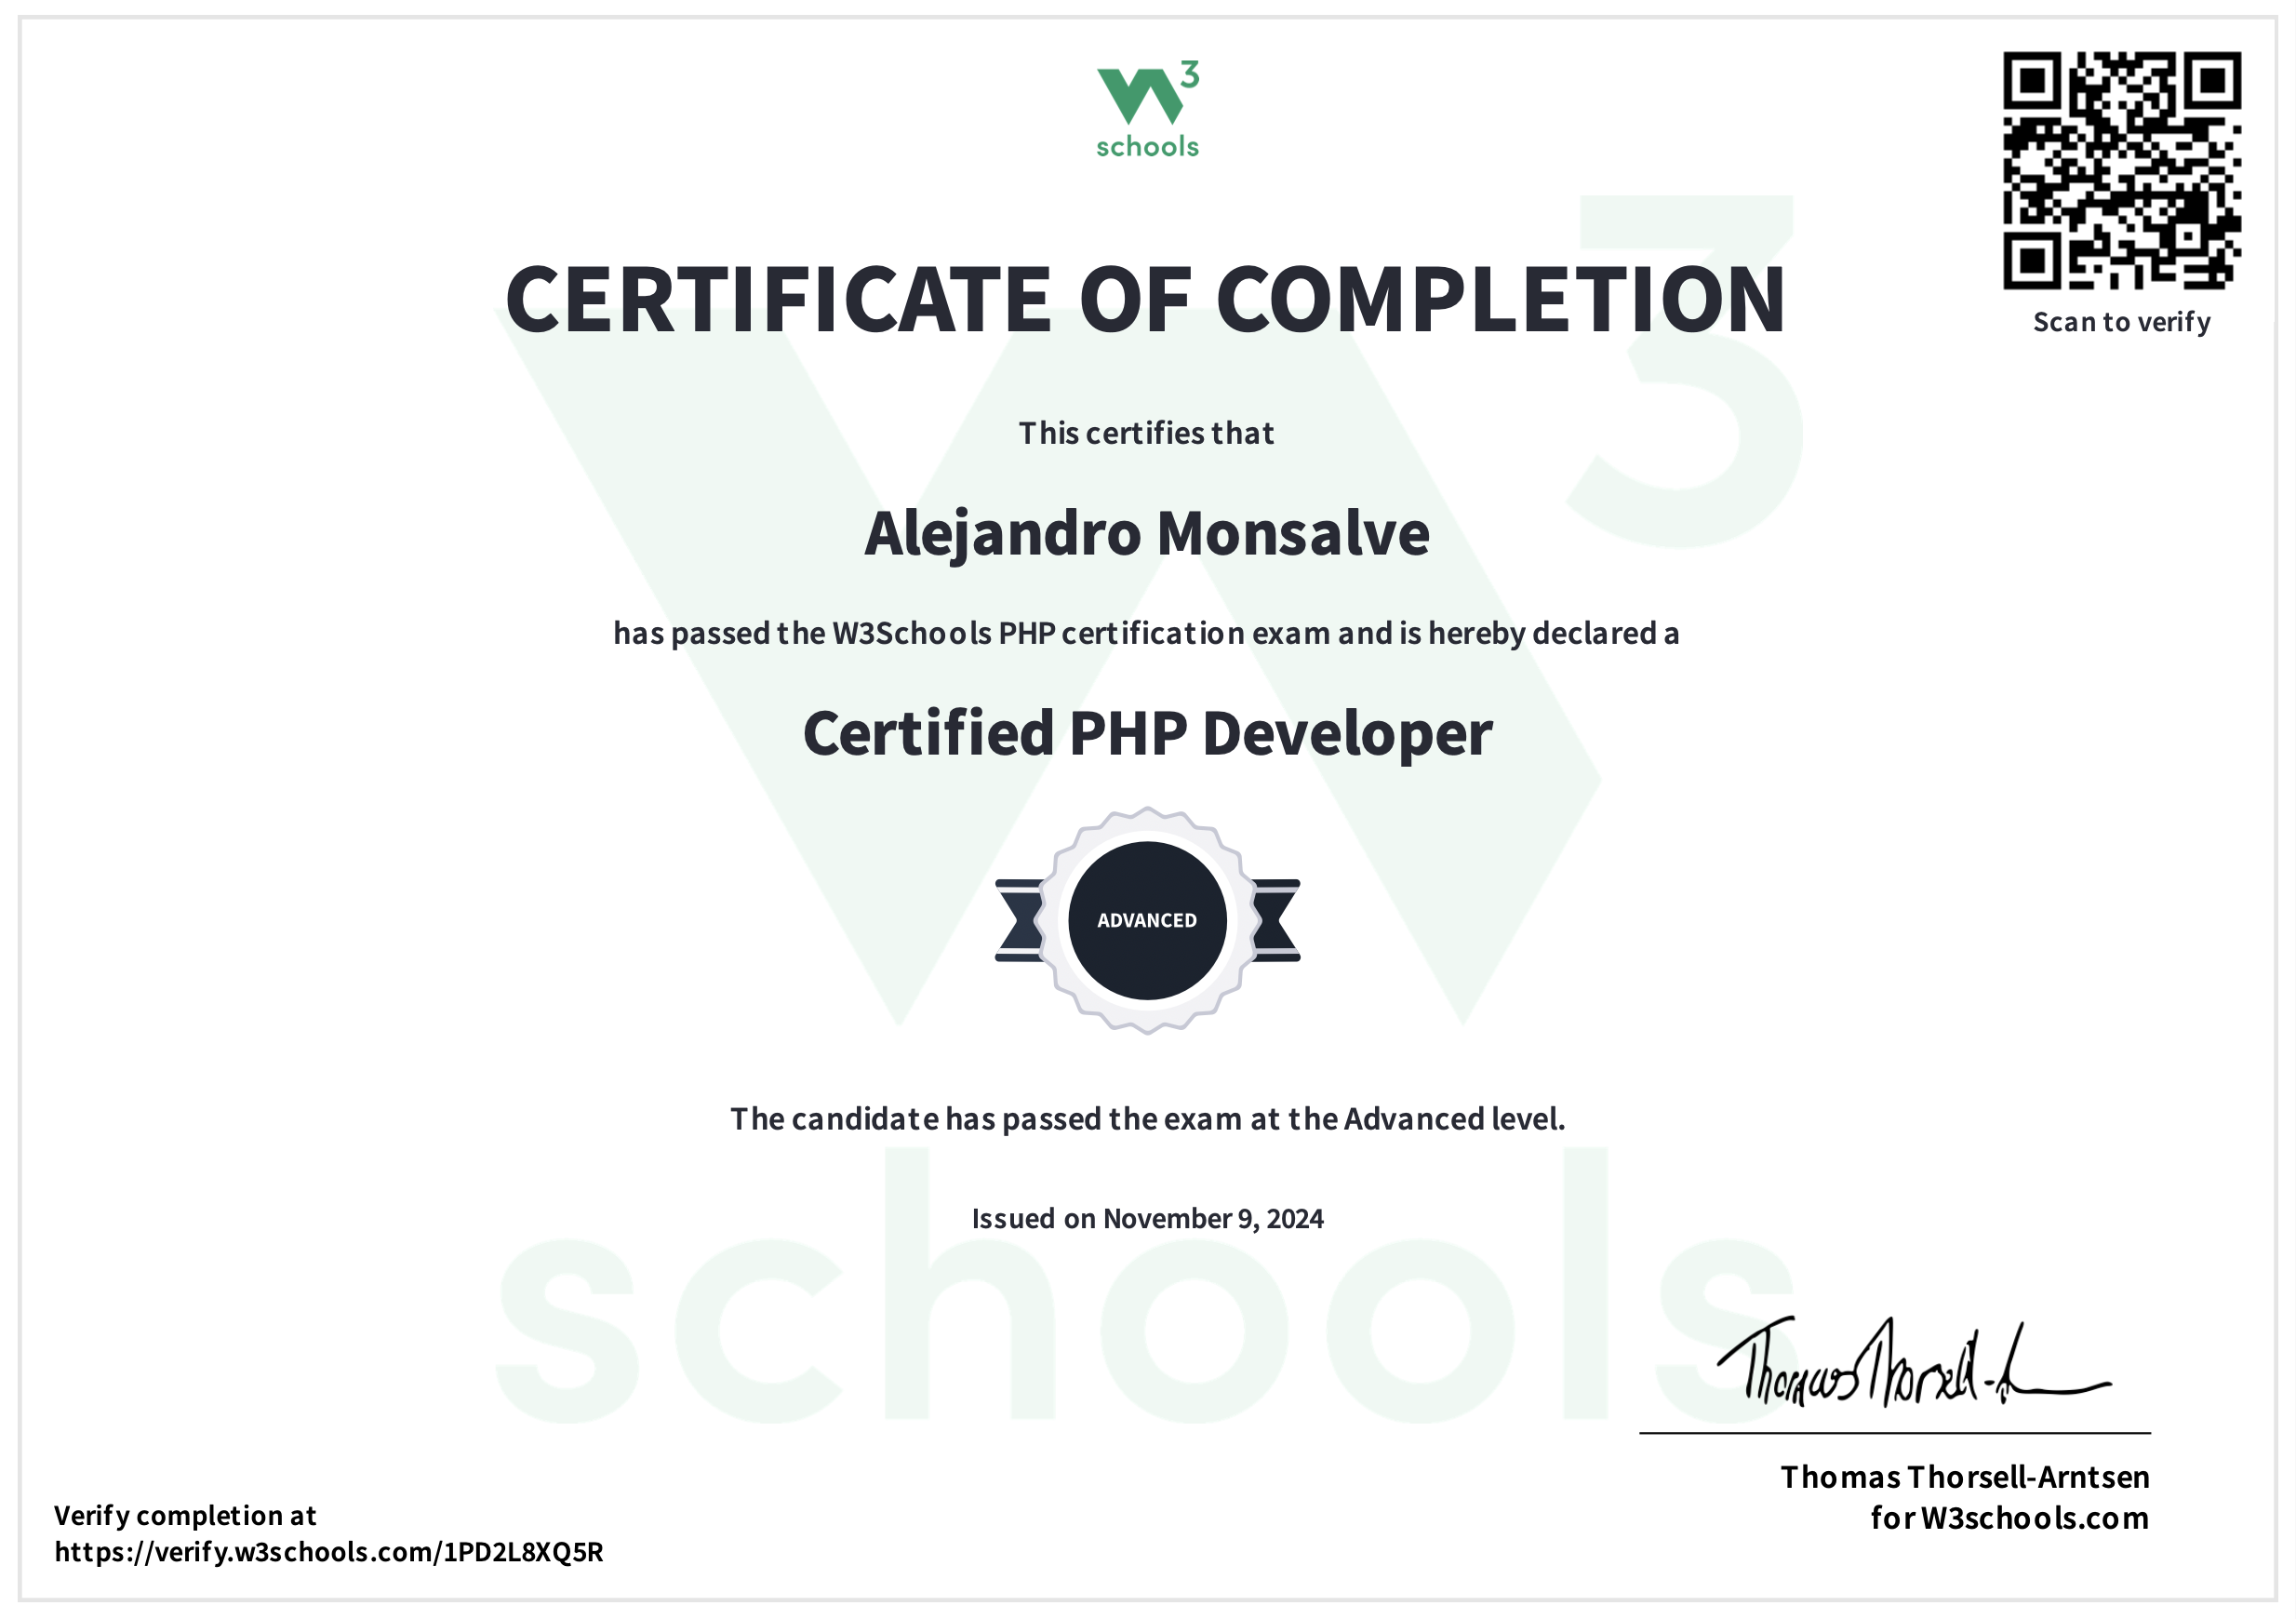 W3
schools
Scan to verify
CERTIFICATE OF COMPLETION
This certifies that
Alejandro Monsalve
has passed the W3Schools PHP certification exam and is hereby declared a
Certified PHP Developer
ADVANCED
The candidate has passed the exam at the Advanced level.
Issued on November 9, 2024
W3
schools
Thomas Thorsell-A
Thomas Thorsell-Arntsen
for W3schools.com
Verify completion at
https://verify.w3schools.com/1PD2L8XQ5R